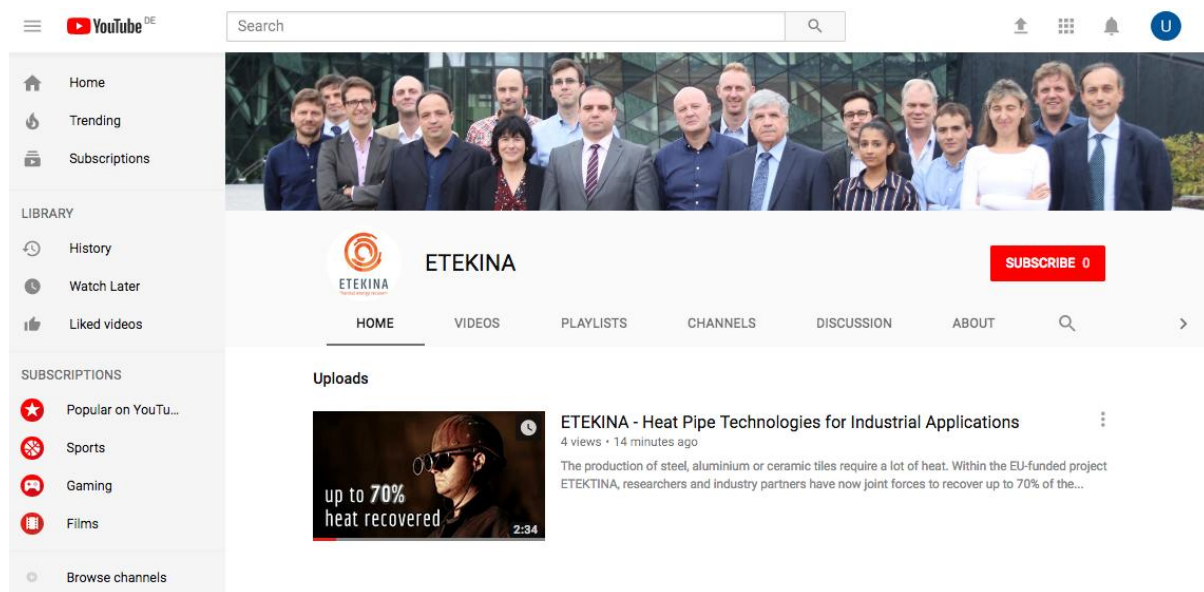 YouTube DE
Search
U
Home
Trending
Subscriptions
LIBRARY
History
Watch Later
Liked videos
SUBSCRIPTIONS
Popular on YouTu...
Sports
Gaming
Films
Browse channels
ETEKINA
ETEKINA
SUBSCRIBE 0
HOME VIDEOS PLAYLISTS CHANNELS DISCUSSION ABOUT
Uploads
up to 70%
heat recovered
2:34
ETEKINA - Heat Pipe Technologies for Industrial Applications
4 views • 14 minutes ago
The production of steel, aluminium or ceramic tiles require a lot of heat. Within the EU-funded project
ETEKTINA, researchers and industry partners have now joint forces to recover up to 70% of the...